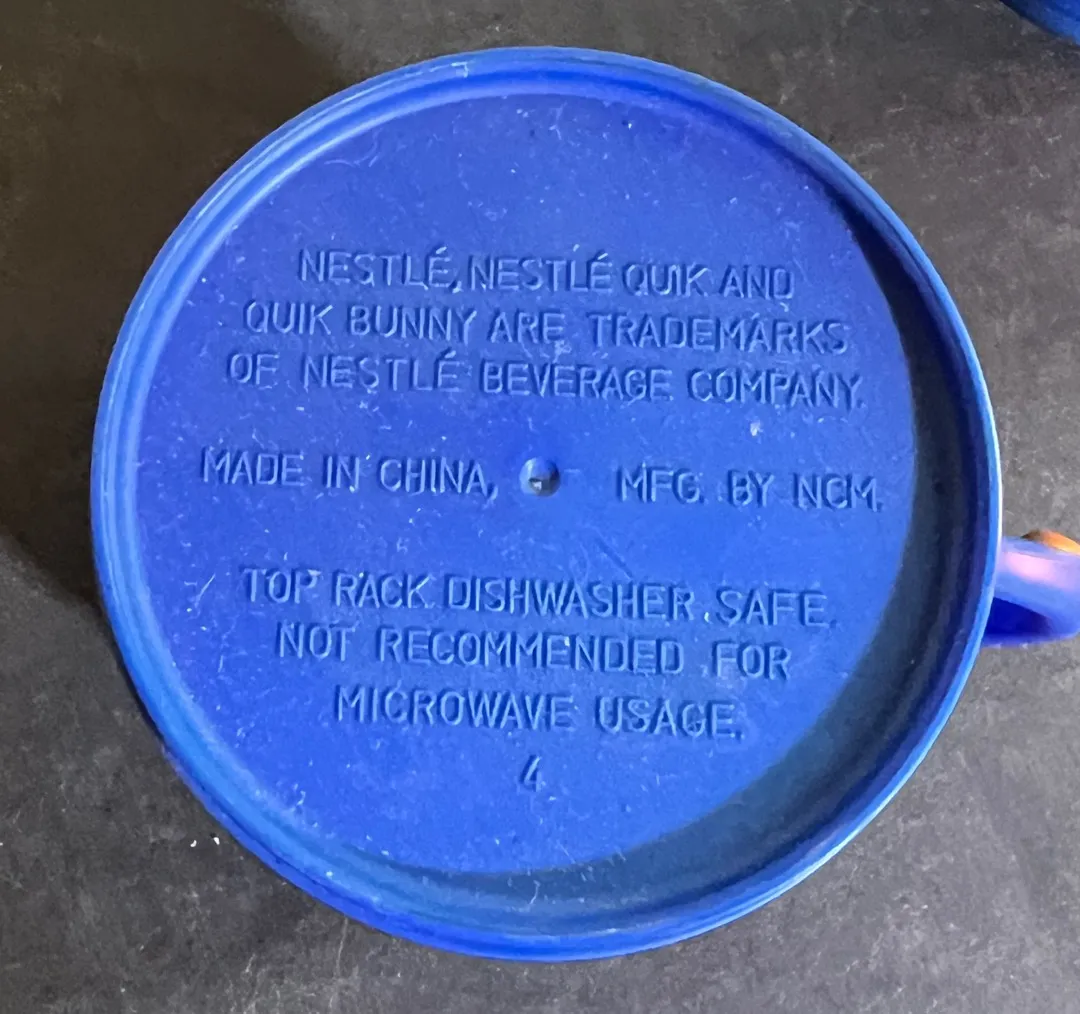 NESTLÉ, NESTLÉ QUIK AND
QUIK BUNNY ARE TRADEMARKS
OF NESTLÉ BEVERAGE COMPANY.
MADE IN CHINA, MFG. BY NCM.
TOP RACK DISHWASHER SAFE.
NOT RECOMMENDED FOR
MICROWAVE USAGE.
4